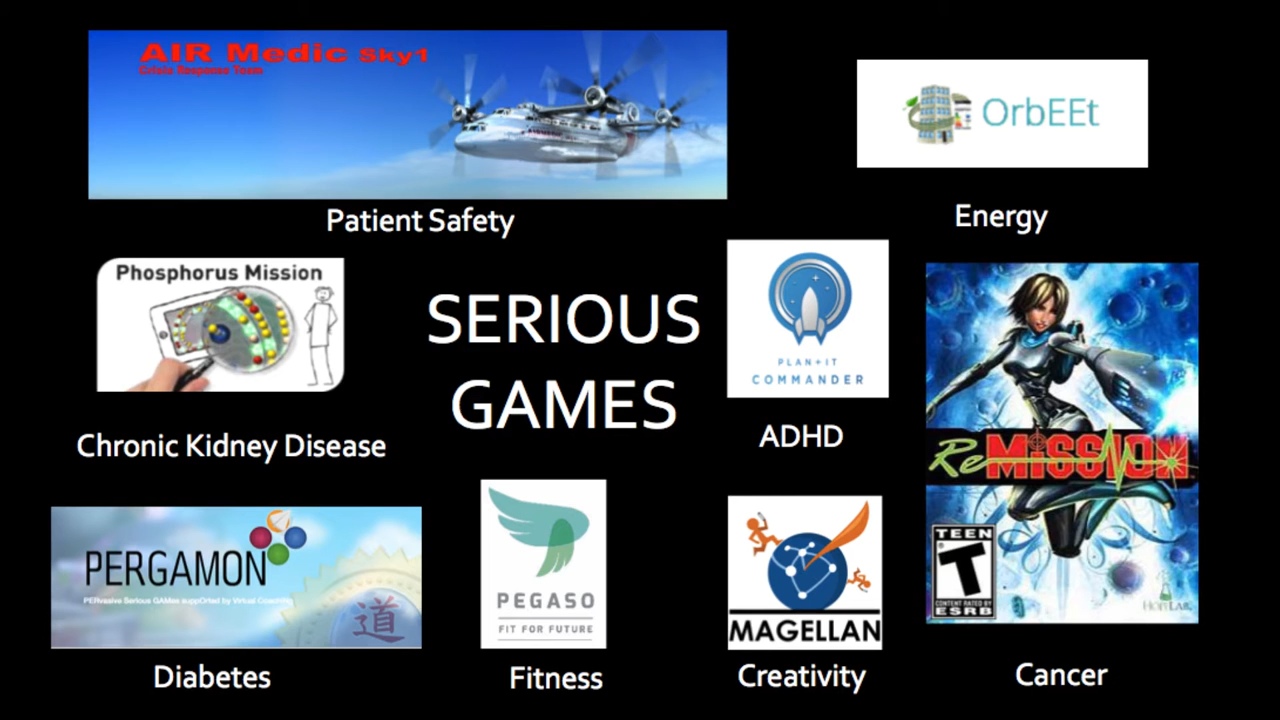 AIR Medic Sky1
Crisis Response Team
OrbEEt
Patient Safety
Energy
Phosphorus Mission
SERIOUS
GAMES
PLAN+IT
COMMANDER
Chronic Kidney Disease
ADHD
ReMISSION
PERGAMON
PERvasive Serious GAMes suppOrted by Virtual CoachiNg
道
PEGASO
FIT FOR FUTURE
MAGELLAN
TEEN
T
CONTENT RATED BY
ESRB
HOPELAB
Diabetes
Fitness
Creativity
Cancer